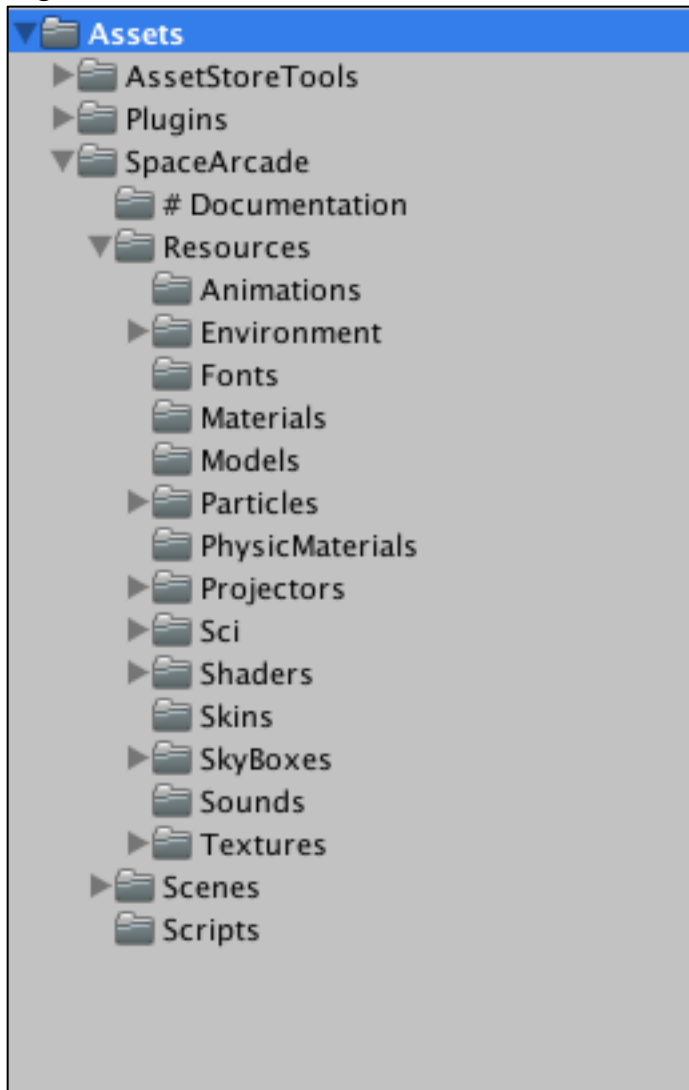 Assets
AssetStoreTools
Plugins
SpaceArcade
# Documentation
Resources
Animations
Environment
Fonts
Materials
Models
Particles
PhysicMaterials
Projectors
Sci
Shaders
Skins
SkyBoxes
Sounds
Textures
Scenes
Scripts